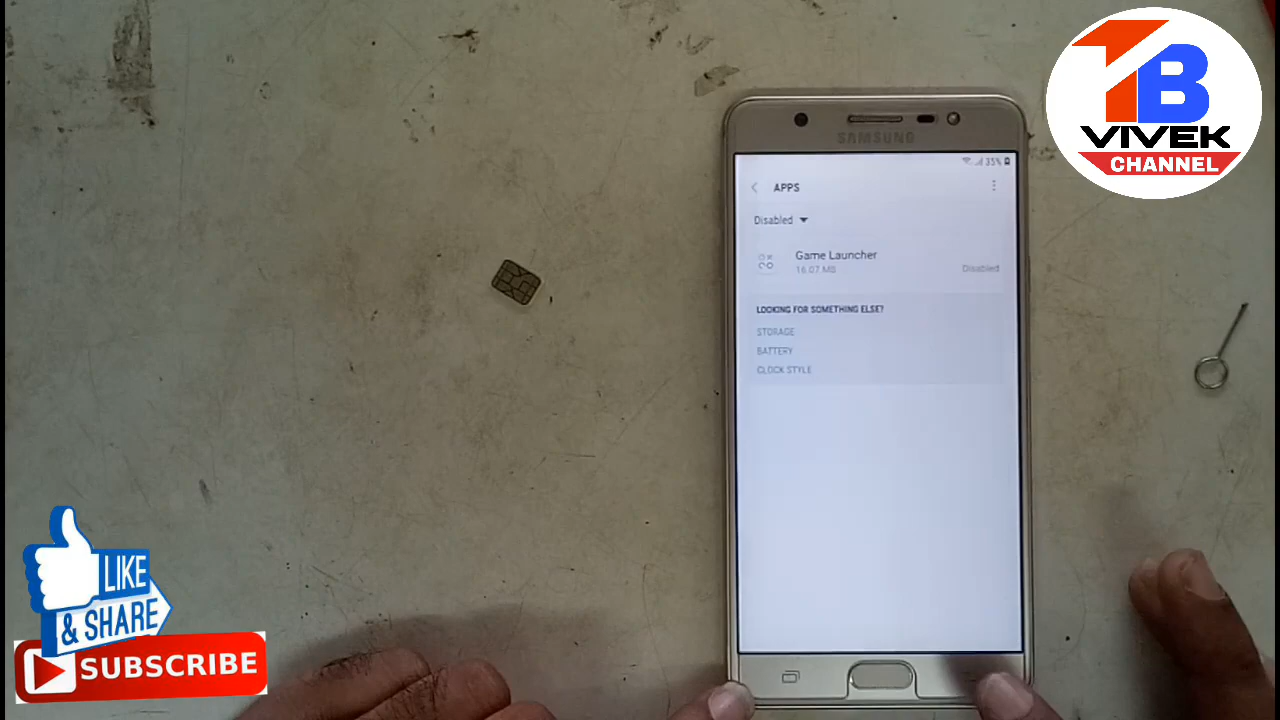 TB
VIVEK
CHANNEL
SAMSUNG
35%
APPS
Disabled
Game Launcher
16.07 MB
Disabled
LOOKING FOR SOMETHING ELSE?
STORAGE
BATTERY
CLOCK STYLE
LIKE
& SHARE
SUBSCRIBE